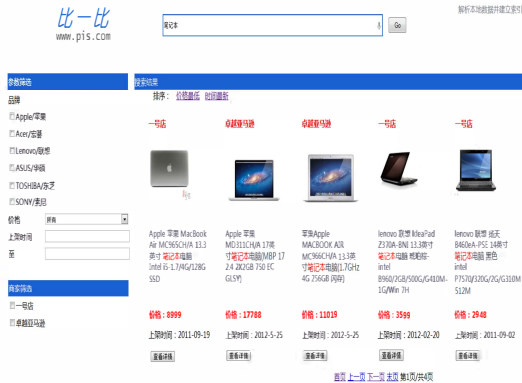 解析本地数据并建立索引
比一比
www.pis.com
笔记本
Go
参数筛选
品牌
Apple/苹果
Acer/宏碁
Lenovo/联想
ASUS/华硕
TOSHIBA/东芝
SONY/索尼
价格
所有
上架时间
至
商家筛选
一号店
卓越亚马逊
搜索结果
排序： 价格最低 时间最新
一号店
Apple 苹果 MacBook
Air MC965CH/A 13.3
英寸 笔记本电脑
Intel i5-1.7/4G/128G
SSD
价格：8999
上架时间：2011-09-19
查看详情
卓越亚马逊
Apple 苹果
MD311CH/A 17英
寸笔记本电脑(MBP 17
2.4 2X2GB 750 EC
GLSY)
价格：17788
上架时间：2012-5-25
查看详情
卓越亚马逊
苹果Apple
MACBOOK AIR
MC966CH/A 13.3英
寸笔记本电脑(1.7GHz
4G 256GB 闪存)
价格：11019
上架时间：2012-5-25
查看详情
一号店
lenovo 联想 IdeaPad
Z370A-BNI 13.3英寸
笔记本电脑
intel
B960/2GB/500G/G410M-
1G/Win 7H
价格：3599
上架时间：2012-02-20
查看详情
一号店
lenovo 联想 扬天
B460eA-PSE 14英寸
笔记本电脑 黑色
intel
P7570/320G/2G/G310M
512M
价格：2948
上架时间：2011-09-02
查看详情
首页 上一页 下一页 末页 第1页/共4页